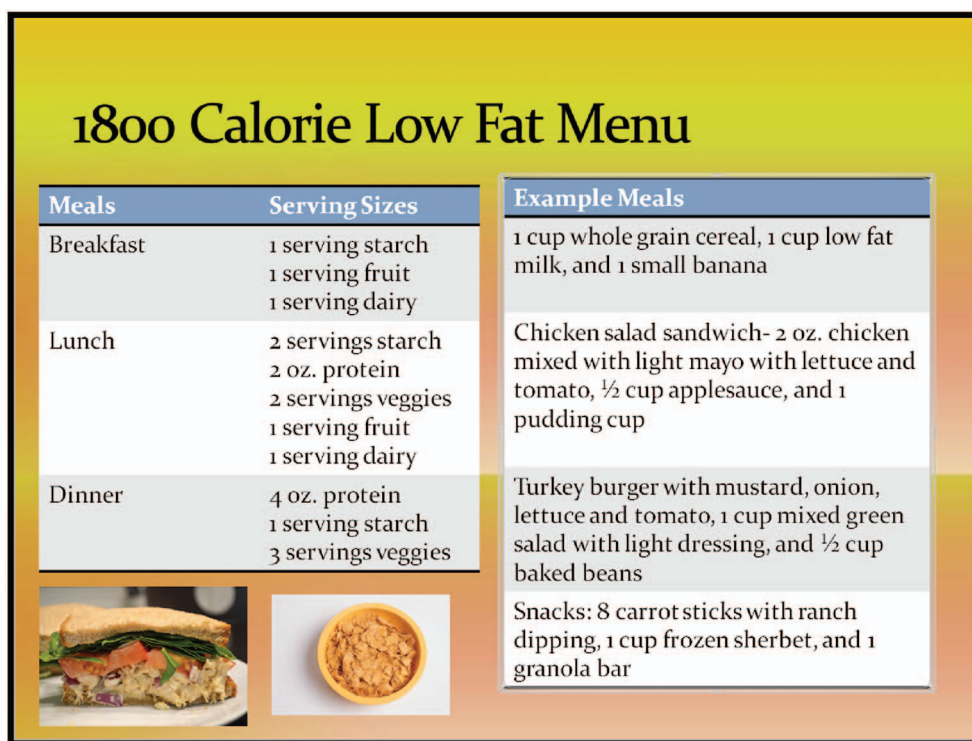 1800 Calorie Low Fat Menu
Meals Serving Sizes
Breakfast 1 serving starch
1 serving fruit
1 serving dairy
Lunch 2 servings starch
2 oz. protein
2 servings veggies
1 serving fruit
1 serving dairy
Dinner 4 oz. protein
1 serving starch
3 servings veggies
Example Meals
1 cup whole grain cereal, 1 cup low fat
milk, and 1 small banana
Chicken salad sandwich- 2 oz. chicken
mixed with light mayo with lettuce and
tomato, ½ cup applesauce, and 1
pudding cup
Turkey burger with mustard, onion,
lettuce and tomato, 1 cup mixed green
salad with light dressing, and ½ cup
baked beans
Snacks: 8 carrot sticks with ranch
dipping, 1 cup frozen sherbet, and 1
granola bar